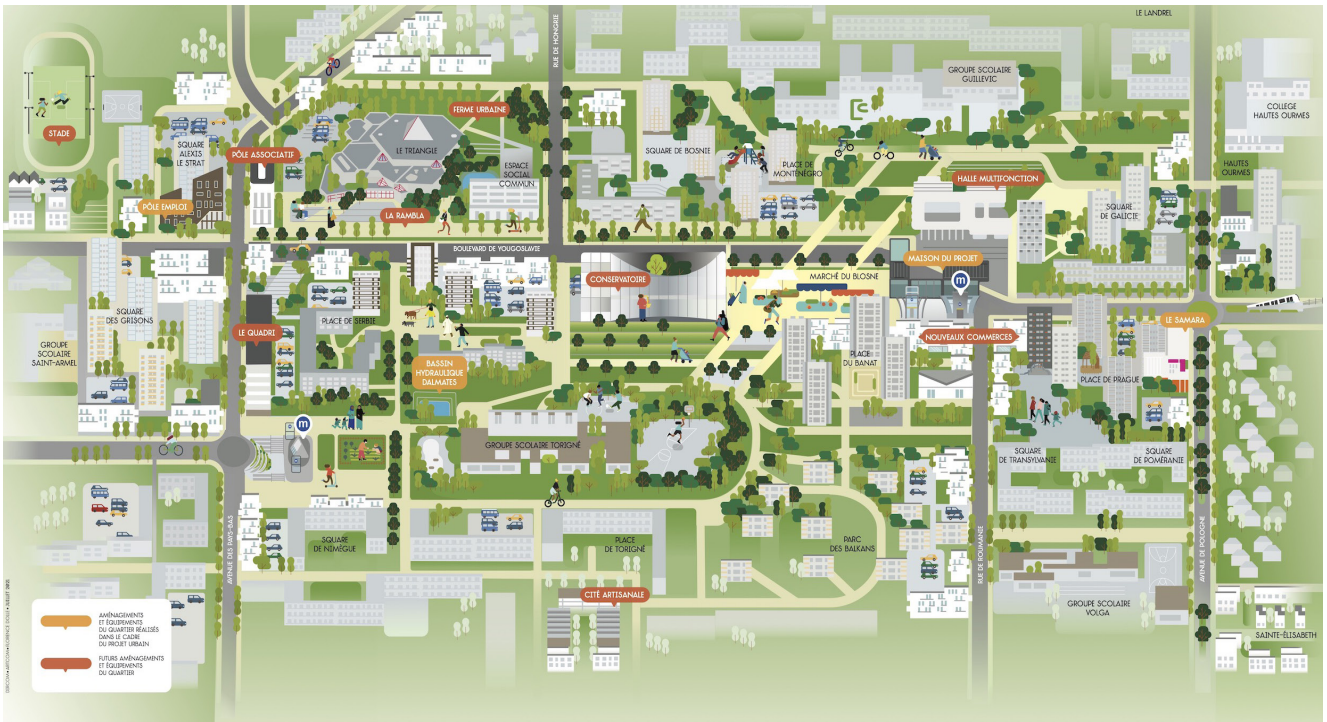 LE LANDREL
RUE DE HONGRIE
GROUPE SCOLAIRE
GUILLEVIC
COLLEGE
HAUTES OURMES
STADE
FERME URBAINE
LE TRIANGLE
SQUARE
ALEXIS
LE STRAT
PÔLE ASSOCIATIF
SQUARE DE BOSNIE
PLACE DE
MONTÉNÉGRO
ESPACE
SOCIAL
COMMUN
HALLE MULTIFONCTION
HAUTES
OURMES
PÔLE EMPLOI
LA RAMBLA
SQUARE
DE GALICIE
BOULEVARD DE YOUGOSLAVIE
MAISON DU PROJET
CONSERVATOIRE
MARCHÉ DU BLOSNE
m
SQUARE
DES GRISONS
PLACE DE SERBIE
LE QUADRI
LE SAMARA
NOUVEAUX COMMERCES
GROUPE
SCOLAIRE
SAINT-ARMEL
BASSIN
HYDRAULIQUE
DALMATES
PLACE
DU BANAT
PLACE DE PRAGUE
m
GROUPE SCOLAIRE TORIGNÉ
SQUARE
DE TRANSYLVANIE
SQUARE
DE POMÉRANIE
AVENUE DES PAYS-BAS
SQUARE
DE NIMÈGUE
PLACE
DE TORIGNÉ
PARC
DES BALKANS
RUE DE ROUMANIE
AVENUE DE POLOGNE
CITÉ ARTISANALE
GROUPE SCOLAIRE
VOLGA
SAINTE-ÉLISABETH
AMÉNAGEMENTS
ET ÉQUIPEMENTS
DU QUARTIER RÉALISÉS
DANS LE CADRE
DU PROJET URBAIN
FUTURS AMÉNAGEMENTS
ET ÉQUIPEMENTS
DU QUARTIER